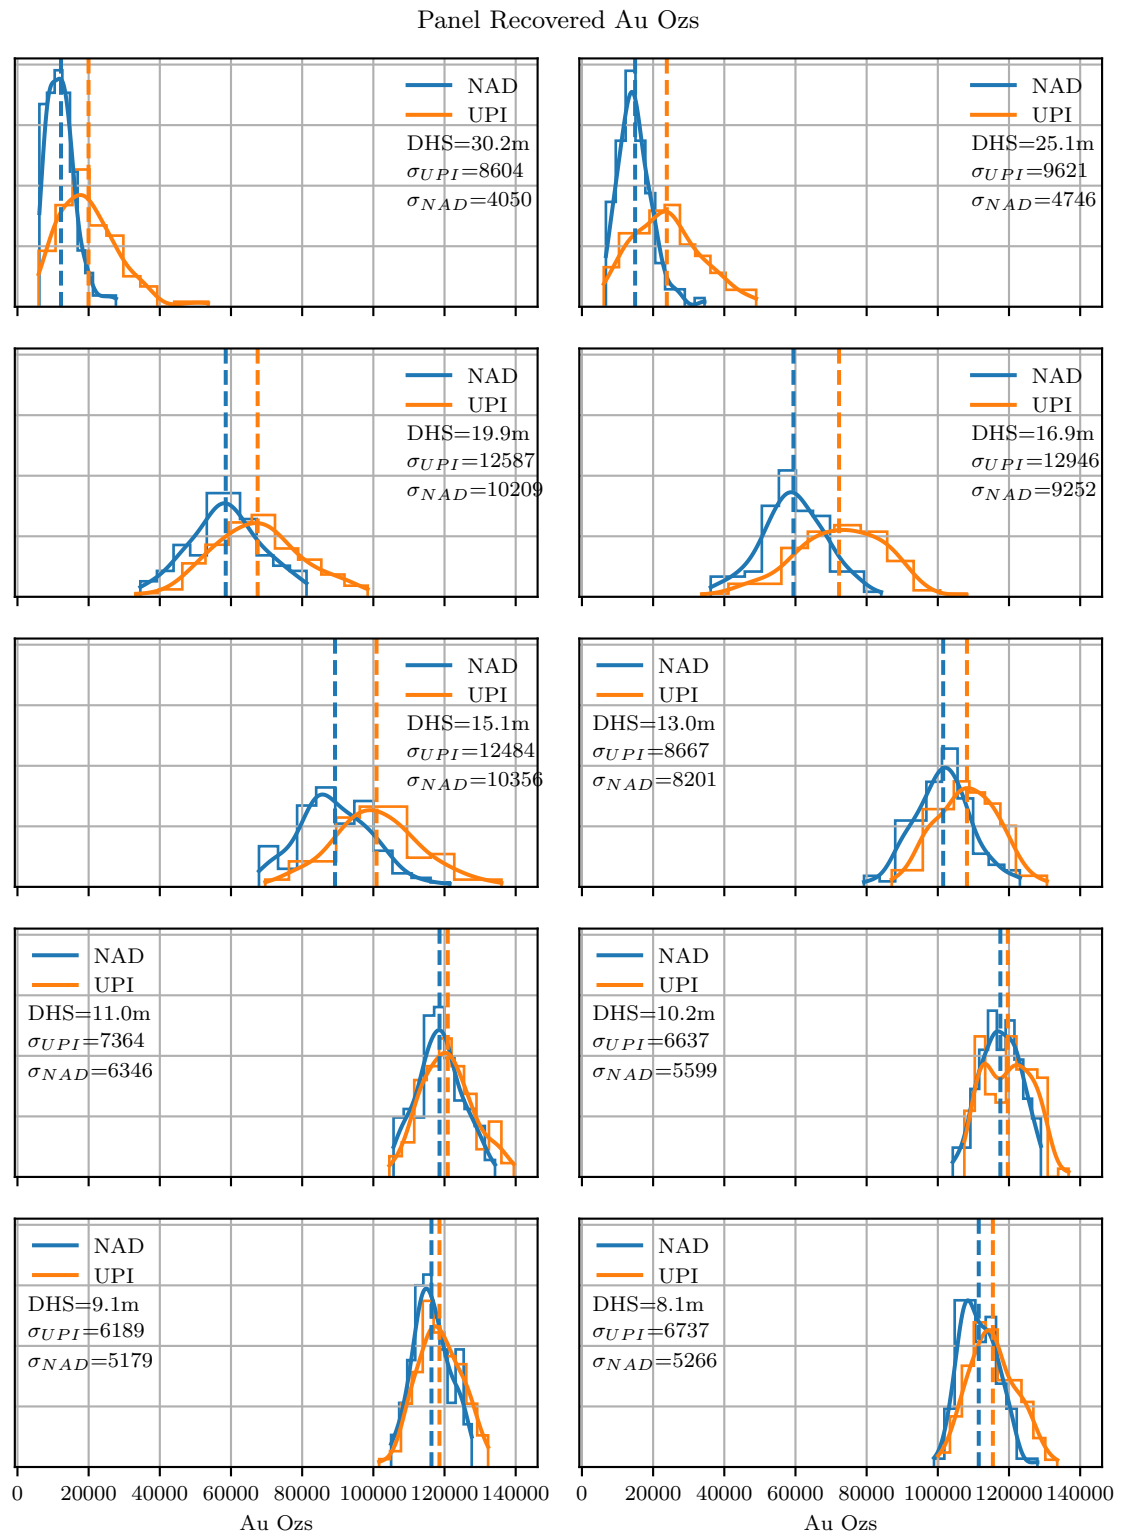 Panel Recovered Au Ozs
NAD
UPI
DHS=30.2m
σUPI=8604
σNAD=4050
NAD
UPI
DHS=25.1m
σUPI=9621
σNAD=4746
NAD
UPI
DHS=19.9m
σUPI=12587
σNAD=10209
NAD
UPI
DHS=16.9m
σUPI=12946
σNAD=9252
NAD
UPI
DHS=15.1m
σUPI=12484
σNAD=10356
NAD
UPI
DHS=13.0m
σUPI=8667
σNAD=8201
NAD
UPI
DHS=11.0m
σUPI=7364
σNAD=6346
NAD
UPI
DHS=10.2m
σUPI=6637
σNAD=5599
NAD
UPI
DHS=9.1m
σUPI=6189
σNAD=5179
NAD
UPI
DHS=8.1m
σUPI=6737
σNAD=5266
0 20000 40000 60000 80000 100000 120000 140000
Au Ozs
0 20000 40000 60000 80000 100000 120000 140000
Au Ozs